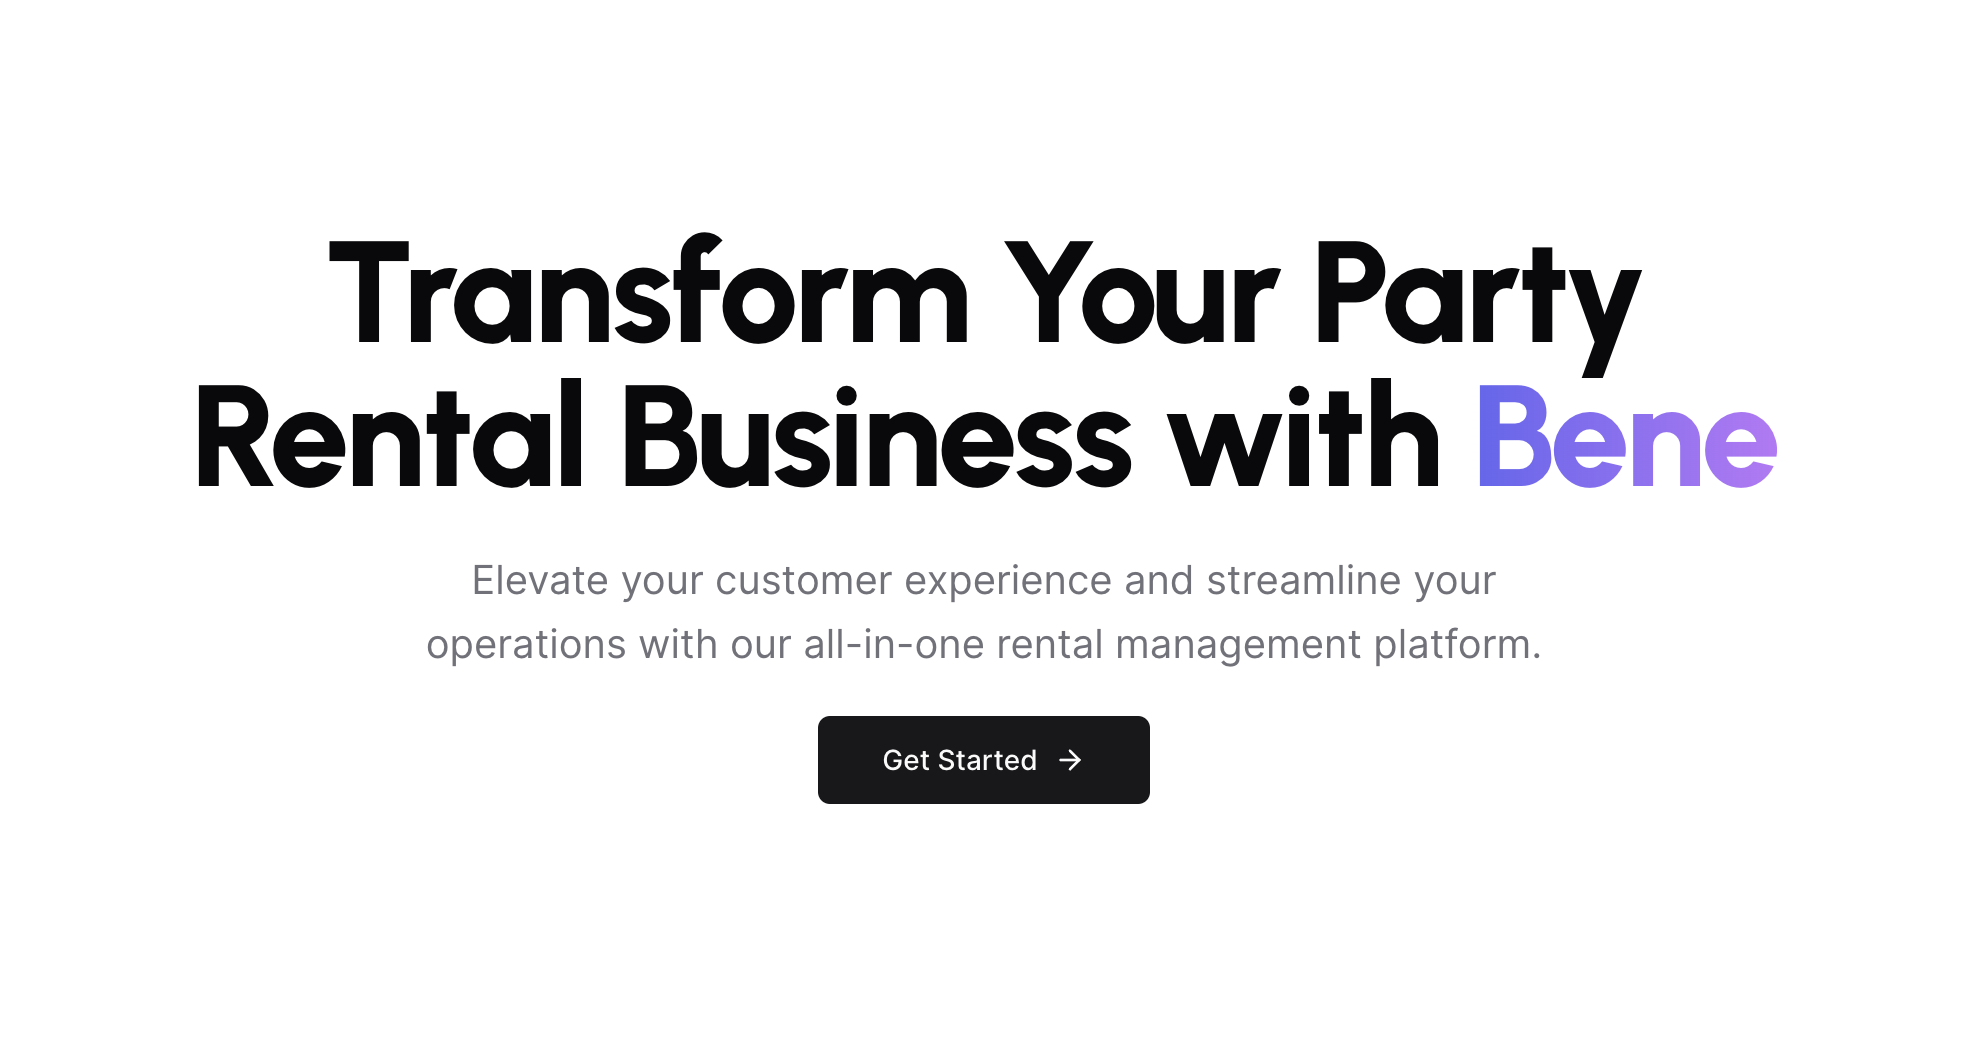 Transform Your Party
Rental Business with Bene
Elevate your customer experience and streamline your
operations with our all-in-one rental management platform.
Get Started →